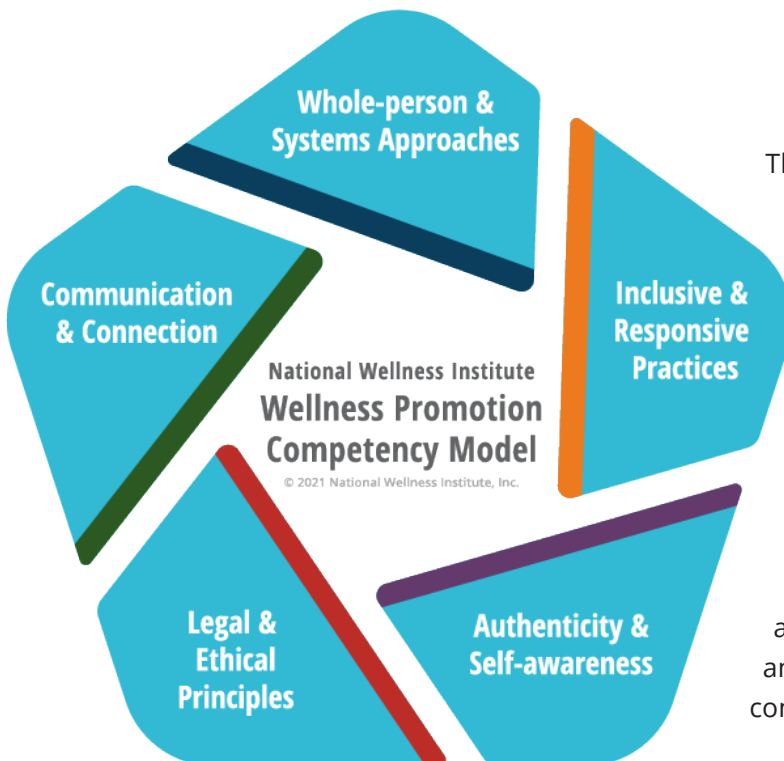 Whole-person &
Systems Approaches
Inclusive &
Responsive
Practices
Communication
& Connection
National Wellness Institute
Wellness Promotion
Competency Model
© 2021 National Wellness Institute, Inc.
Legal &
Ethical
Principles
Authenticity &
Self-awareness